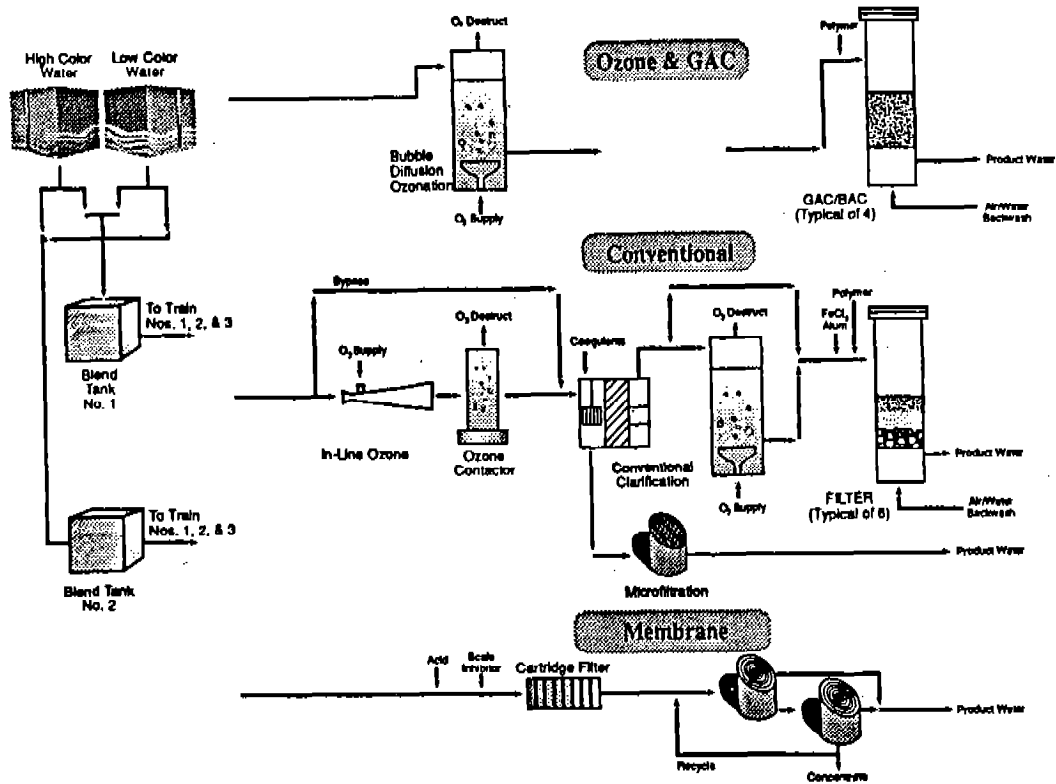 High Color
Water
Low Color
Water
O₃ Destruct
Ozone & GAC
Polymer
Bubble
Diffusion
Ozonation
O₃ Supply
Product Water
GAC/BAC
(Typical of 4)
Air/Water
Backwash
Conventional
Bypass
To Train
Nos. 1, 2, & 3
Blend
Tank
No. 1
O₃ Supply
O₃ Destruct
Coagulants
O₃ Destruct
Polymer
FeCl₃
Alum
In-Line Ozone
Ozone
Contactor
Conventional
Clarification
O₃ Supply
Product Water
FILTER
(Typical of 6)
Air/Water
Backwash
To Train
Nos. 1, 2, & 3
Blend Tank
No. 2
Microfiltration
Product Water
Membrane
Acid
Scale
Inhibitor
Cartridge Filter
Product Water
Recycle
Concentrate